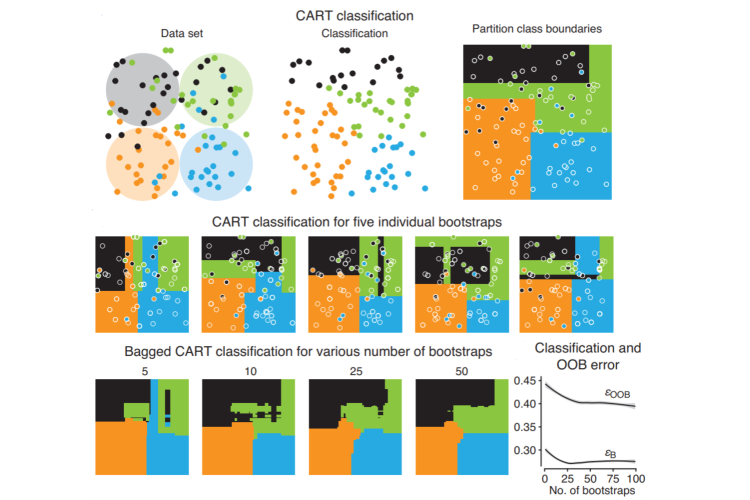 CART classification
Data set
Classification
Partition class boundaries
CART classification for five individual bootstraps
Bagged CART classification for various number of bootstraps
5
10
25
50
Classification and
OOB error
0.45
0.40
0.35
0.30
εOOB
εB
0
25
50
75
100
No. of bootstraps